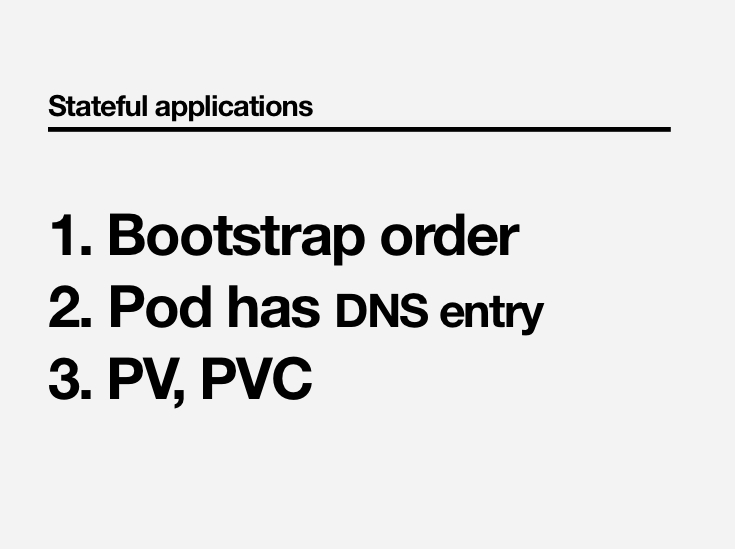 Stateful applications
1. Bootstrap order
2. Pod has DNS entry
3. PV, PVC